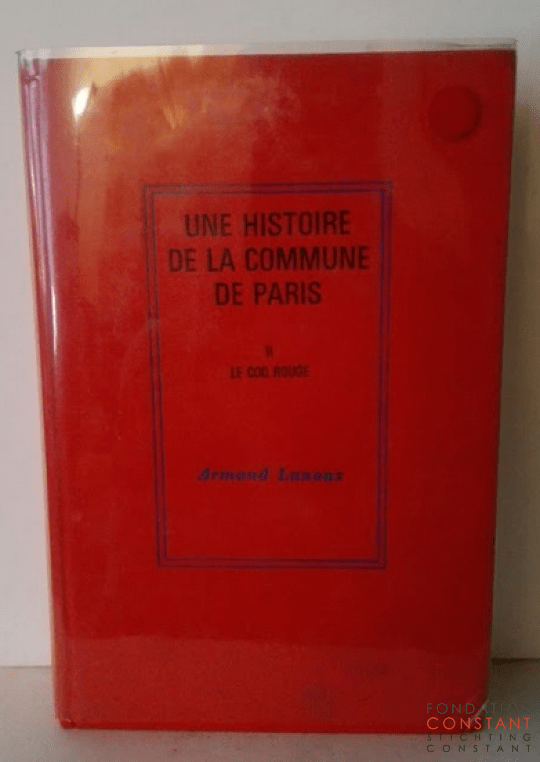 UNE HISTOIRE
DE LA COMMUNE
DE PARIS
II
LE COQ ROUGE
Armand Lanoux
FONDATION
CONSTANT
STICHTING
CONSTANT